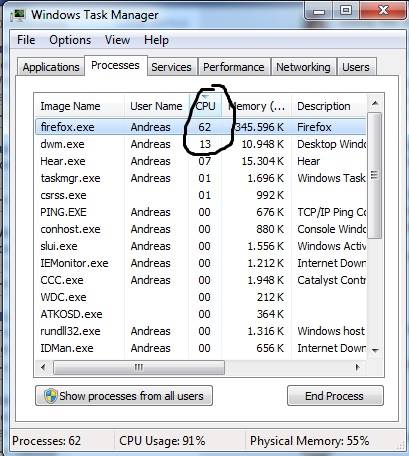 Windows Task Manager
File Options View Help
Applications Processes Services Performance Networking Users
Image Name User Name CPU Memory (... Description
firefox.exe Andreas 62 345.596 K Firefox
dwm.exe Andreas 13 10.948 K Desktop Windo
Hear.exe Andreas 07 15.304 K Hear
taskmgr.exe Andreas 01 1.696 K Windows Task
csrss.exe 01 992 K
PING.EXE Andreas 00 676 K TCP/IP Ping Co
conhost.exe Andreas 00 880 K Console Windo
slui.exe Andreas 00 1.556 K Windows Activ
IEMonitor.exe Andreas 00 1.212 K Internet Down
CCC.exe Andreas 00 2.968 K Catalyst Contr
WDC.exe 00 212 K
ATKOSD.exe 00 364 K
rundll32.exe Andreas 00 1.316 K Windows host
IDMan.exe Andreas 00 656 K Internet Down
Show processes from all users End Process
Processes: 62 CPU Usage: 91% Physical Memory: 55%